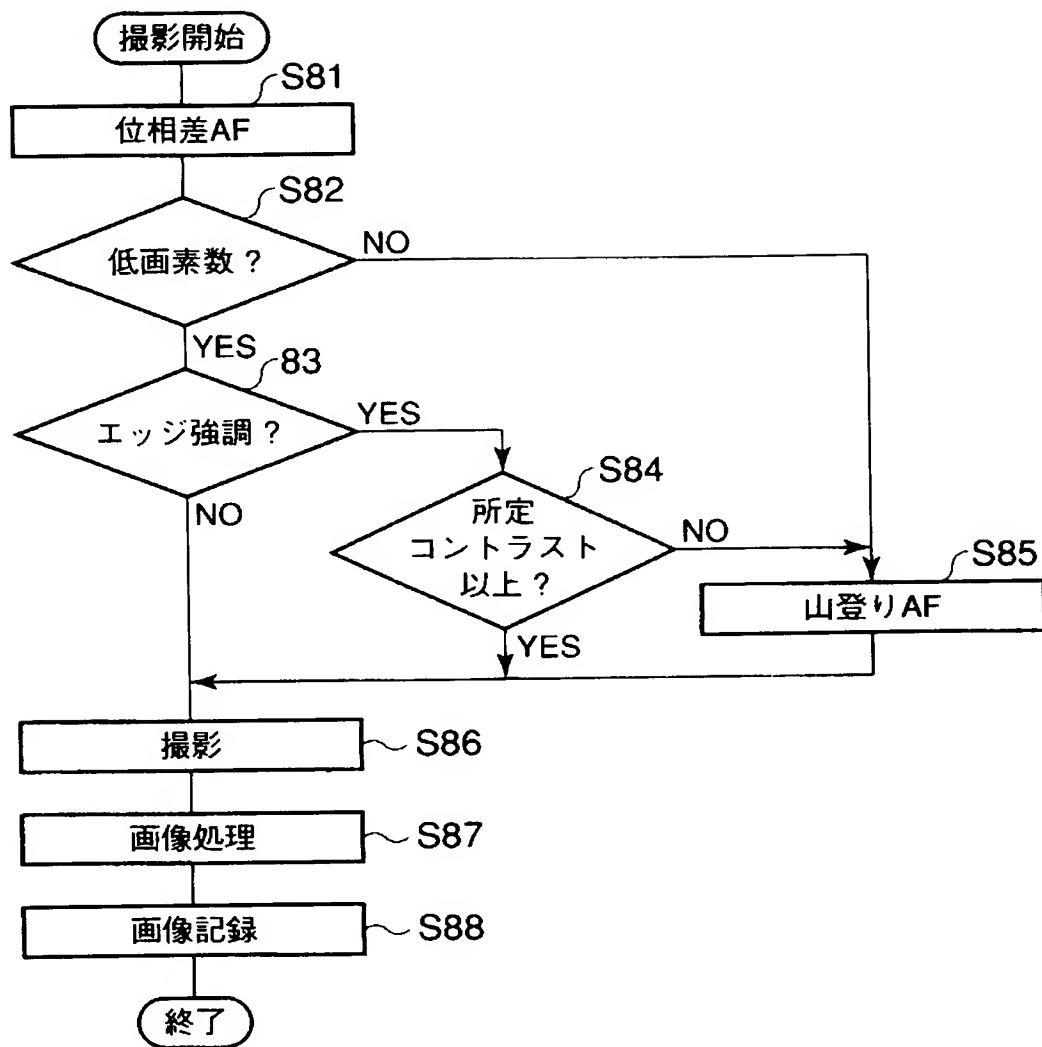 撮影開始
S81
位相差AF
S82
低画素数?
NO
YES
83
エッジ強調?
YES
NO
S84
所定
コントラスト
以上?
NO
YES
S85
山登りAF
撮影
S86
画像処理
S87
画像記録
S88
終了